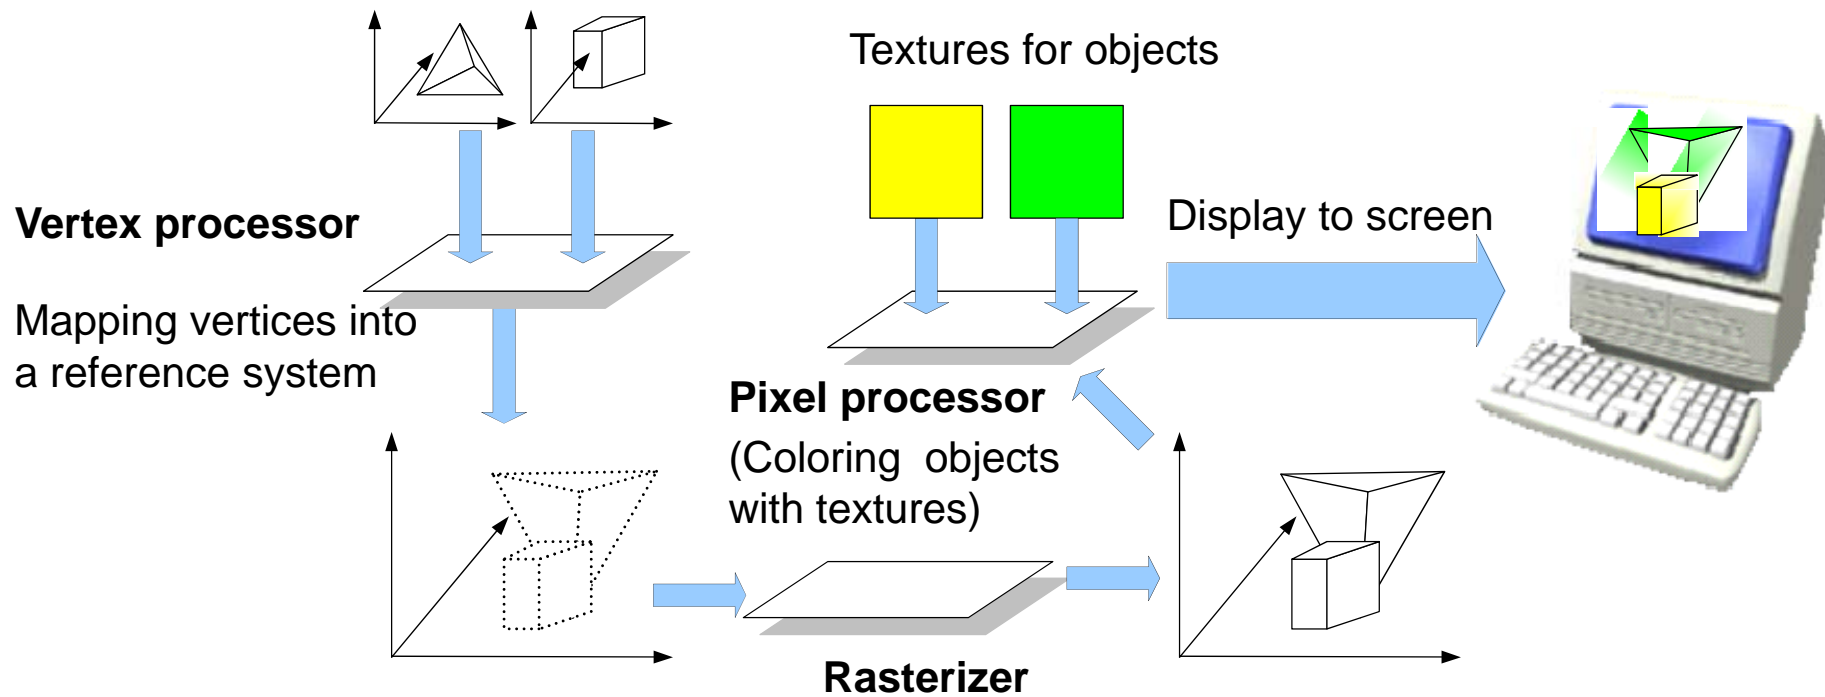 Textures for objects
Vertex processor
Display to screen
Mapping vertices into
a reference system
Pixel processor
(Coloring objects
with textures)
Rasterizer